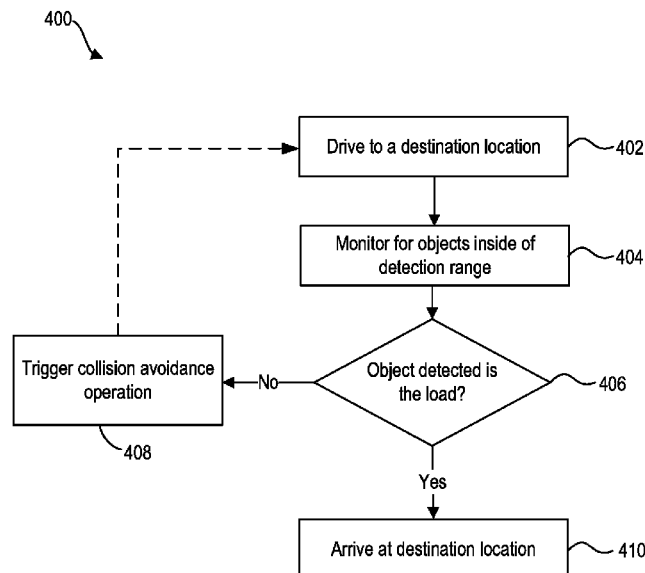 400
Drive to a destination location
402
Monitor for objects inside of
detection range
404
Object detected is
the load?
406
No
Trigger collision avoidance
operation
408
Yes
Arrive at destination location
410